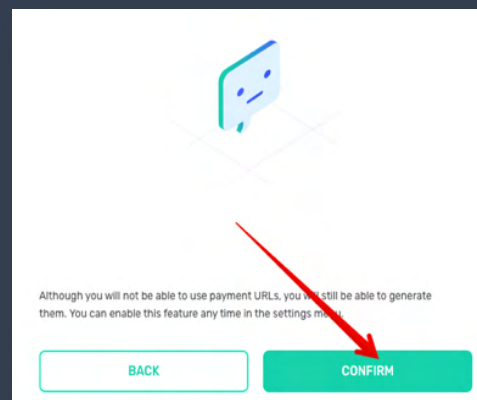 Although you will not be able to use payment URLs, you will still be able to generate
them. You can enable this feature any time in the settings menu.
BACK
CONFIRM